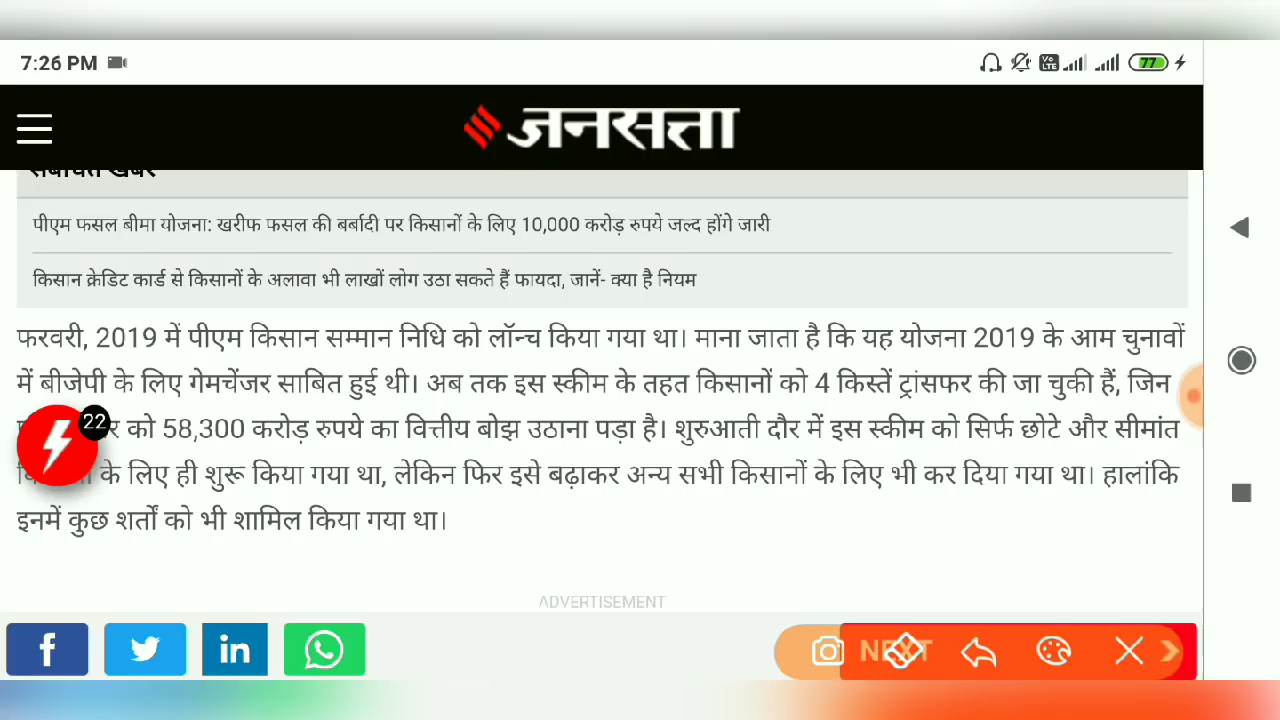 7:26 PM
77
जनसत्ता
संबंधित खबरें
पीएम फसल बीमा योजना: खरीफ फसल की बर्बादी पर किसानों के लिए 10,000 करोड़ रुपये जल्द होंगे जारी
किसान क्रेडिट कार्ड से किसानों के अलावा भी लाखों लोग उठा सकते हैं फायदा, जानें- क्या है नियम
फरवरी, 2019 में पीएम किसान सम्मान निधि को लॉन्च किया गया था। माना जाता है कि यह योजना 2019 के आम चुनावों
में बीजेपी के लिए गेमचेंजर साबित हुई थी। अब तक इस स्कीम के तहत किसानों को 4 किस्तें ट्रांसफर की जा चुकी हैं, जिन
22
को 58,300 करोड़ रुपये का वित्तीय बोझ उठाना पड़ा है। शुरुआती दौर में इस स्कीम को सिर्फ छोटे और सीमांत
के लिए ही शुरू किया गया था, लेकिन फिर इसे बढ़ाकर अन्य सभी किसानों के लिए भी कर दिया गया था। हालांकि
इनमें कुछ शर्तों को भी शामिल किया गया था।
ADVERTISEMENT
NEXT